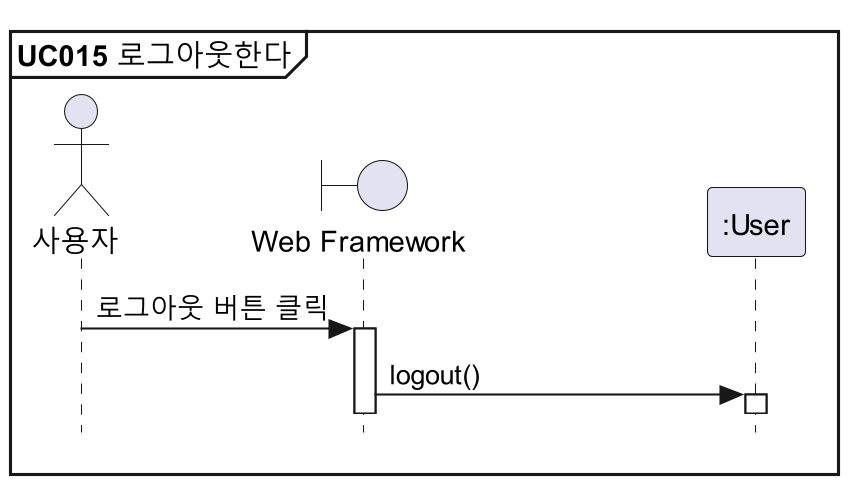 UC015 로그아웃한다
사용자
Web Framework
:User
로그아웃 버튼 클릭
logout()